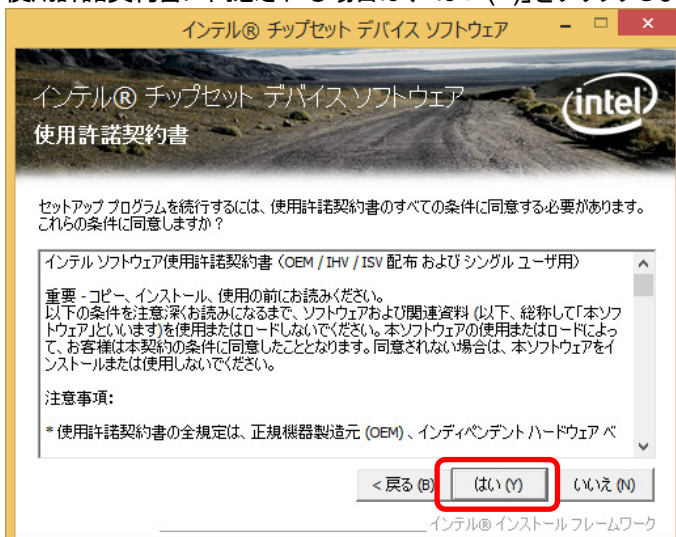 インテル® チップセット デバイス ソフトウェア
インテル® チップセット デバイス ソフトウェア
intel
使用許諾契約書
セットアップ プログラムを続行するには、使用許諾契約書のすべての条件に同意する必要があります。
これらの条件に同意しますか?
インテル ソフトウェア使用許諾契約書 (OEM / IHV / ISV 配布 および シングル ユーザ用)
重要 - コピー、インストール、使用の前にお読みください。
以下の条件を注意深くお読みになるまで、ソフトウェアおよび関連資料 (以下、総称して「本ソフ
トウェア」といいます)を使用またはロードしないでください。本ソフトウェアの使用またはロードによっ
て、お客様は本契約の条件に同意したこととなります。同意されない場合は、本ソフトウェアをイ
ンストールまたは使用しないでください。
注意事項:
* 使用許諾契約書の全規定は、正規機器製造元 (OEM) 、インディペンデント ハードウェア ベ
< 戻る (B) はい (Y) いいえ (N)
インテル® インストール フレームワーク